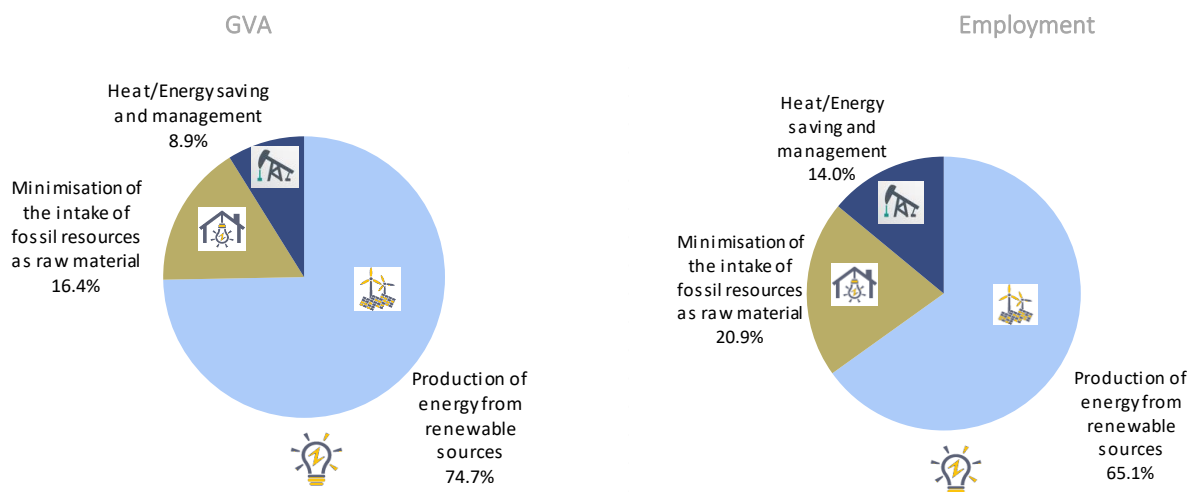 GVA
Heat/Energy saving
and management
8.9%
Minimisation of
the intake of
fossil resources
as raw material
16.4%
Production of
energy from
renewable
sources
74.7%
Employment
Heat/Energy
saving and
management
14.0%
Minimisation of
the intake of
fossil resources
as raw material
20.9%
Production of
energy from
renewable
sources
65.1%